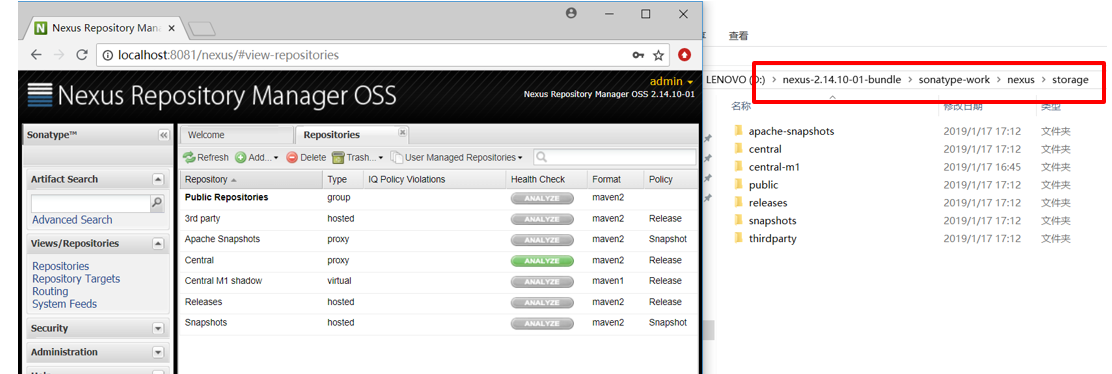 Nexus Repository Mana
localhost:8081/nexus/#view-repositories
Nexus Repository Manager OSS
admin
Nexus Repository Manager OSS 2.14.10-01
Sonatype™
Welcome
Repositories
Refresh
Add...
Delete
Trash...
User Managed Repositories
Artifact Search
Advanced Search
Views/Repositories
Repositories
Repository Targets
Routing
System Feeds
Security
Administration
Repository Type IQ Policy Violations Health Check Format Policy
Public Repositories group ANALYZE maven2
3rd party hosted ANALYZE maven2 Release
Apache Snapshots proxy ANALYZE maven2 Snapshot
Central proxy ANALYZE maven2 Release
Central M1 shadow virtual ANALYZE maven1 Release
Releases hosted ANALYZE maven2 Release
Snapshots hosted ANALYZE maven2 Snapshot
查看
LENOVO (D:) > nexus-2.14.10-01-bundle > sonatype-work > nexus > storage
名称 修改日期 类型
apache-snapshots 2019/1/17 17:12 文件夹
central 2019/1/17 17:12 文件夹
central-m1 2019/1/17 16:45 文件夹
public 2019/1/17 17:12 文件夹
releases 2019/1/17 17:12 文件夹
snapshots 2019/1/17 17:12 文件夹
thirdparty 2019/1/17 17:12 文件夹